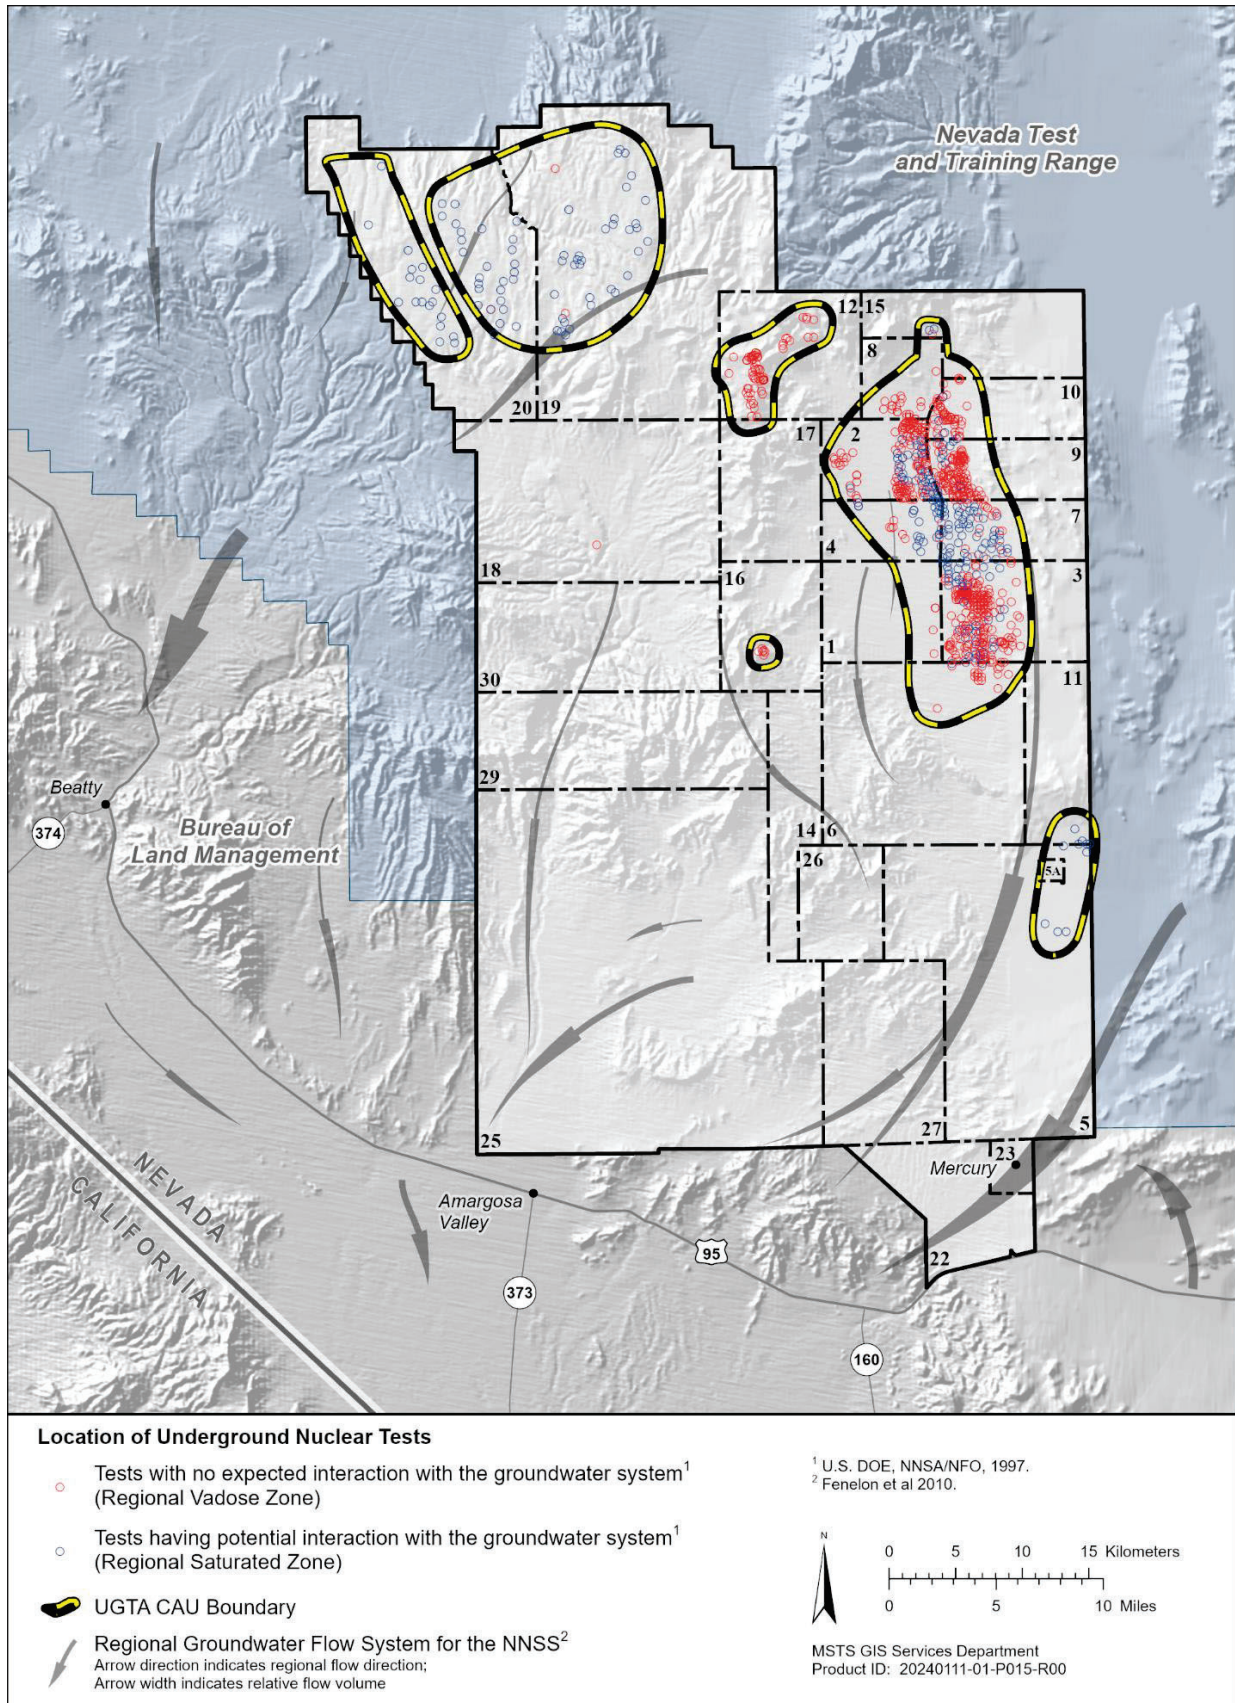 Nevada Test
and Training Range
12
15
8
10
20
19
17
2
9
7
4
18
16
3
1
11
30
29
Beatty
374
Bureau of
Land Management
14
6
26
5A
25
27
5
23
Mercury
NEVADA
CALIFORNIA
Amargosa
Valley
95
22
373
160
Location of Underground Nuclear Tests
Tests with no expected interaction with the groundwater system1
(Regional Vadose Zone)
Tests having potential interaction with the groundwater system1
(Regional Saturated Zone)
UGTA CAU Boundary
Regional Groundwater Flow System for the NNSS2
Arrow direction indicates regional flow direction;
Arrow width indicates relative flow volume
1 U.S. DOE, NNSA/NFO, 1997.
2 Fenelon et al 2010.
N
0 5 10 15 Kilometers
0 5 10 Miles
MSTS GIS Services Department
Product ID: 20240111-01-P015-R00